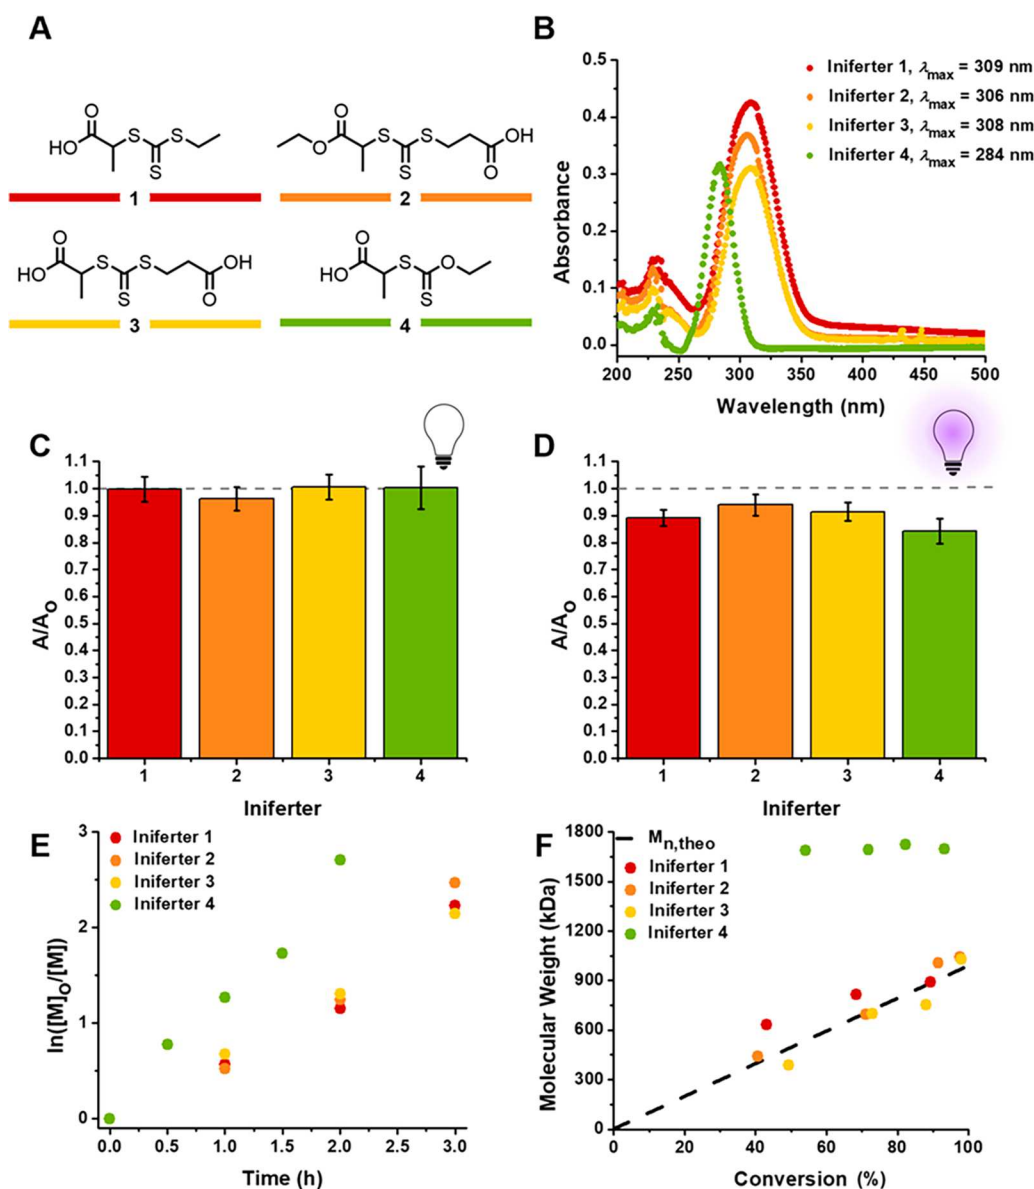 A
B
O
HO
S
S
S
1
O
O
S
S
S
O
OH
2
O
HO
S
S
S
O
OH
3
O
HO
S
O
S
4
0.5
0.4
0.3
0.2
0.1
0.0
Absorbance
200 250 300 350 400 450 500
Wavelength (nm)
Iniferter 1, λmax = 309 nm
Iniferter 2, λmax = 306 nm
Iniferter 3, λmax = 308 nm
Iniferter 4, λmax = 284 nm
C
1.1
1.0
0.9
0.8
0.7
0.6
0.5
0.4
0.3
0.2
0.1
0.0
A/AO
1 2 3 4
Iniferter
D
1.1
1.0
0.9
0.8
0.7
0.6
0.5
0.4
0.3
0.2
0.1
0.0
A/AO
1 2 3 4
Iniferter
E
Iniferter 1
Iniferter 2
Iniferter 3
Iniferter 4
3
2
1
0
ln([M]O/[M])
0.0 0.5 1.0 1.5 2.0 2.5 3.0
Time (h)
F
Mn,theo
Iniferter 1
Iniferter 2
Iniferter 3
Iniferter 4
1800
1500
1200
900
600
300
0
Molecular Weight (kDa)
0 20 40 60 80 100
Conversion (%)